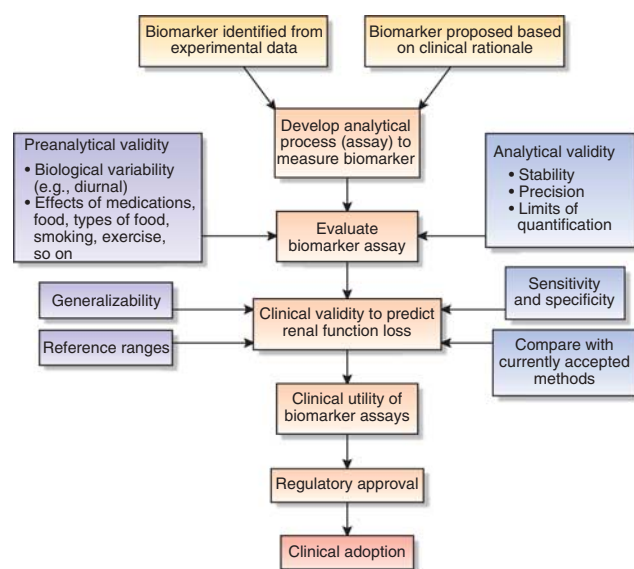 Biomarker identified from
experimental data
Biomarker proposed based
on clinical rationale
Develop analytical
process (assay) to
measure biomarker
Preanalytical validity
• Biological variability
(e.g., diurnal)
• Effects of medications,
food, types of food,
smoking, exercise,
so on
Analytical validity
• Stability
• Precision
• Limits of
quantification
Evaluate
biomarker assay
Generalizability
Reference ranges
Clinical validity to predict
renal function loss
Sensitivity
and specificity
Compare with
currently accepted
methods
Clinical utility of
biomarker assays
Regulatory approval
Clinical adoption